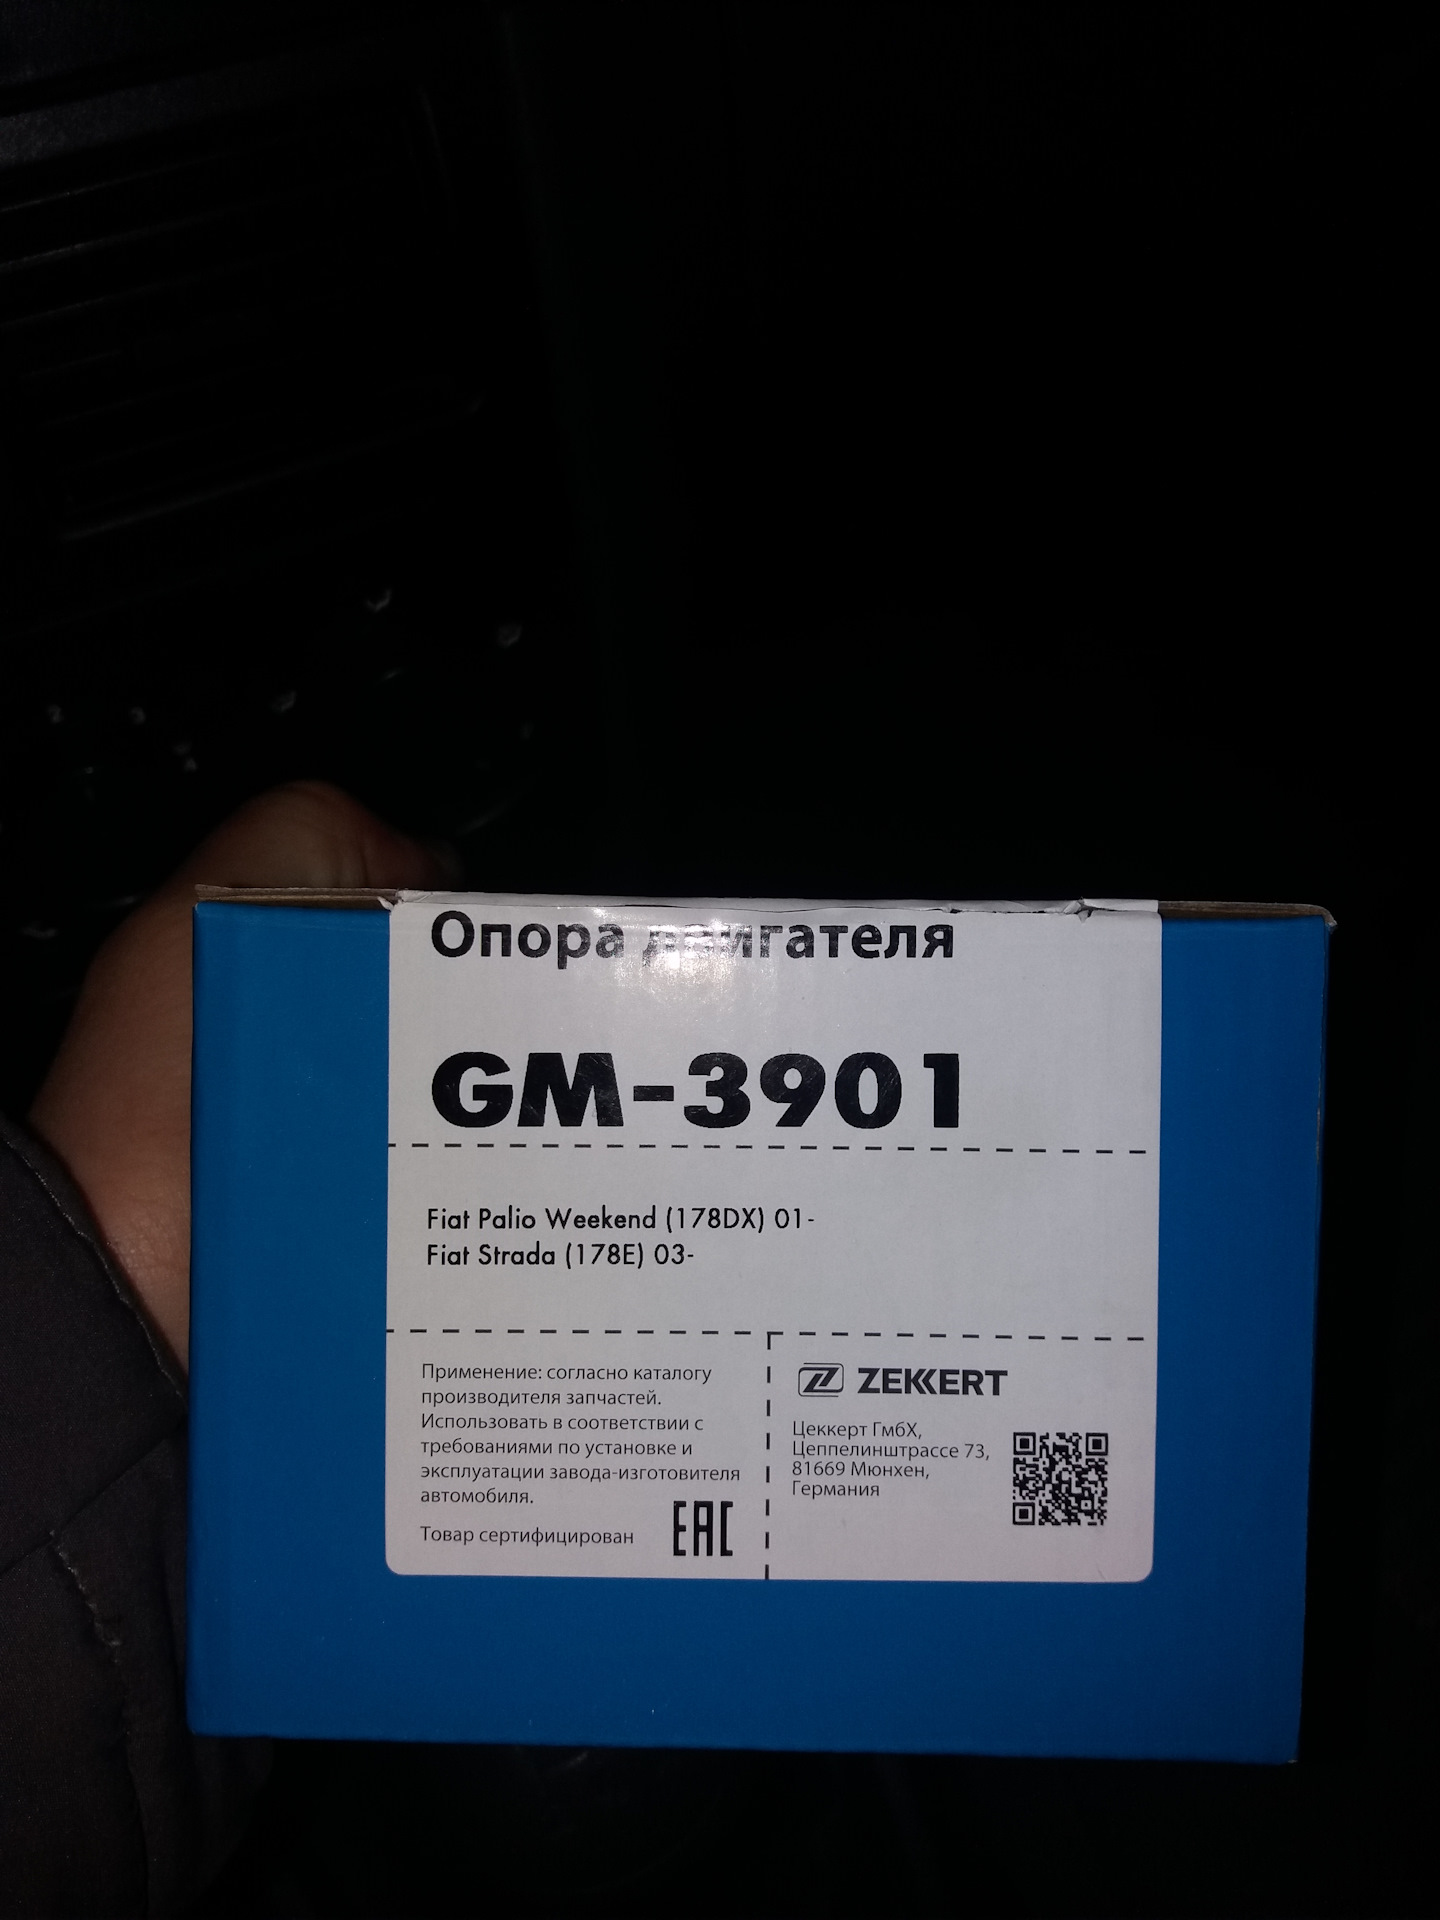 Опора двигателя
GM-3901
Fiat Palio Weekend (178DX) 01-
Fiat Strada (178E) 03-
Применение: согласно каталогу
производителя запчастей.
Использовать в соответствии с
требованиями по установке и
эксплуатации завода-изготовителя
автомобиля.
Товар сертифицирован
EAC
ZEKKERT
Цеккерт ГмбХ,
Цеппелинштрассе 73,
81669 Мюнхен,
Германия